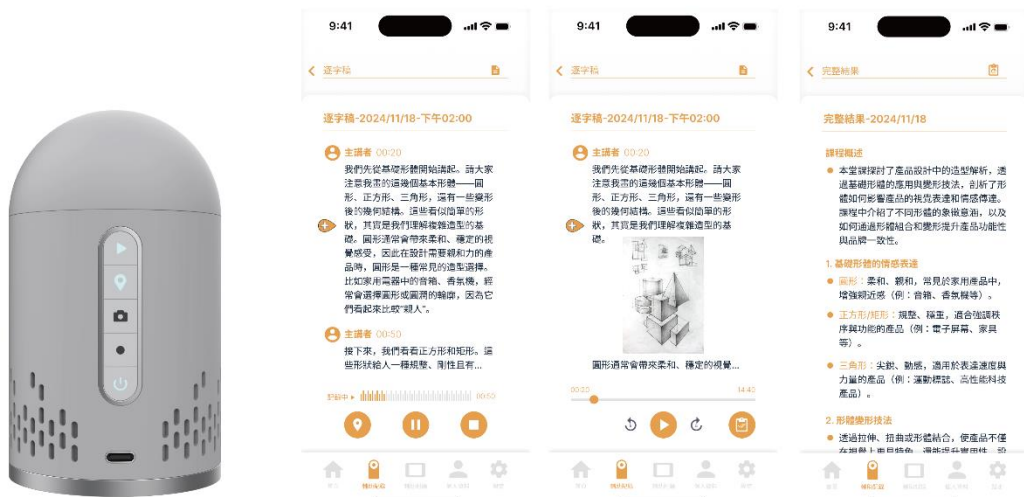 9:41
逐字稿
逐字稿-2024/11/18-下午02:00
主講者 00:20
我們先從基礎形體開始講起。請大家
注意我畫的這幾個基本形體——圓
形、正方形、三角形，還有一些變形
後的幾何結構。這些看似簡單的形
狀，其實是我們理解複雜造型的基
礎。圓形通常會帶來柔和、穩定的視
覺感受，因此在設計需要親和力的產
品時，圓形是一種常見的造型選擇。
比如家用電器中的音箱、香氛機，經
常會選擇圓形或圓潤的輪廓，因為它
們看起來比較“親人”。
主講者 00:50
接下來，我們看看正方形和矩形。這
些形狀給人一種規整、剛性且有...
記錄中
00:50
9:41
逐字稿
逐字稿-2024/11/18-下午02:00
主講者 00:20
我們先從基礎形體開始講起。請大家
注意我畫的這幾個基本形體——圓
形、正方形、三角形，還有一些變形
後的幾何結構。這些看似簡單的形
狀，其實是我們理解複雜造型的基
礎。
圓形通常會帶來柔和、穩定的視覺...
00:20
14:40
9:41
完整結果
完整結果-2024/11/18
課程概述
本堂課探討了產品設計中的造型解析，透
過基礎形體的應用與變形技法，剖析了形
體如何影響產品的視覺表達和情感傳達。
課程中介紹了不同形體的象徵意涵，以及
如何通過形體組合和變形提升產品功能性
與品牌一致性。
1. 基礎形體的情感表達
圓形：柔和、親和，常見於家用產品中，
增強親近感（例：音箱、香氛機等）。
正方形/矩形：規整、穩重，適合強調秩
序與功能的產品（例：電子屏幕、家具
等）。
三角形：尖銳、動感，適用於表達速度與
力量的產品（例：運動標誌、高性能科技
產品）。
2. 形體變形技法
透過拉伸、扭曲或形體結合，使產品不僅